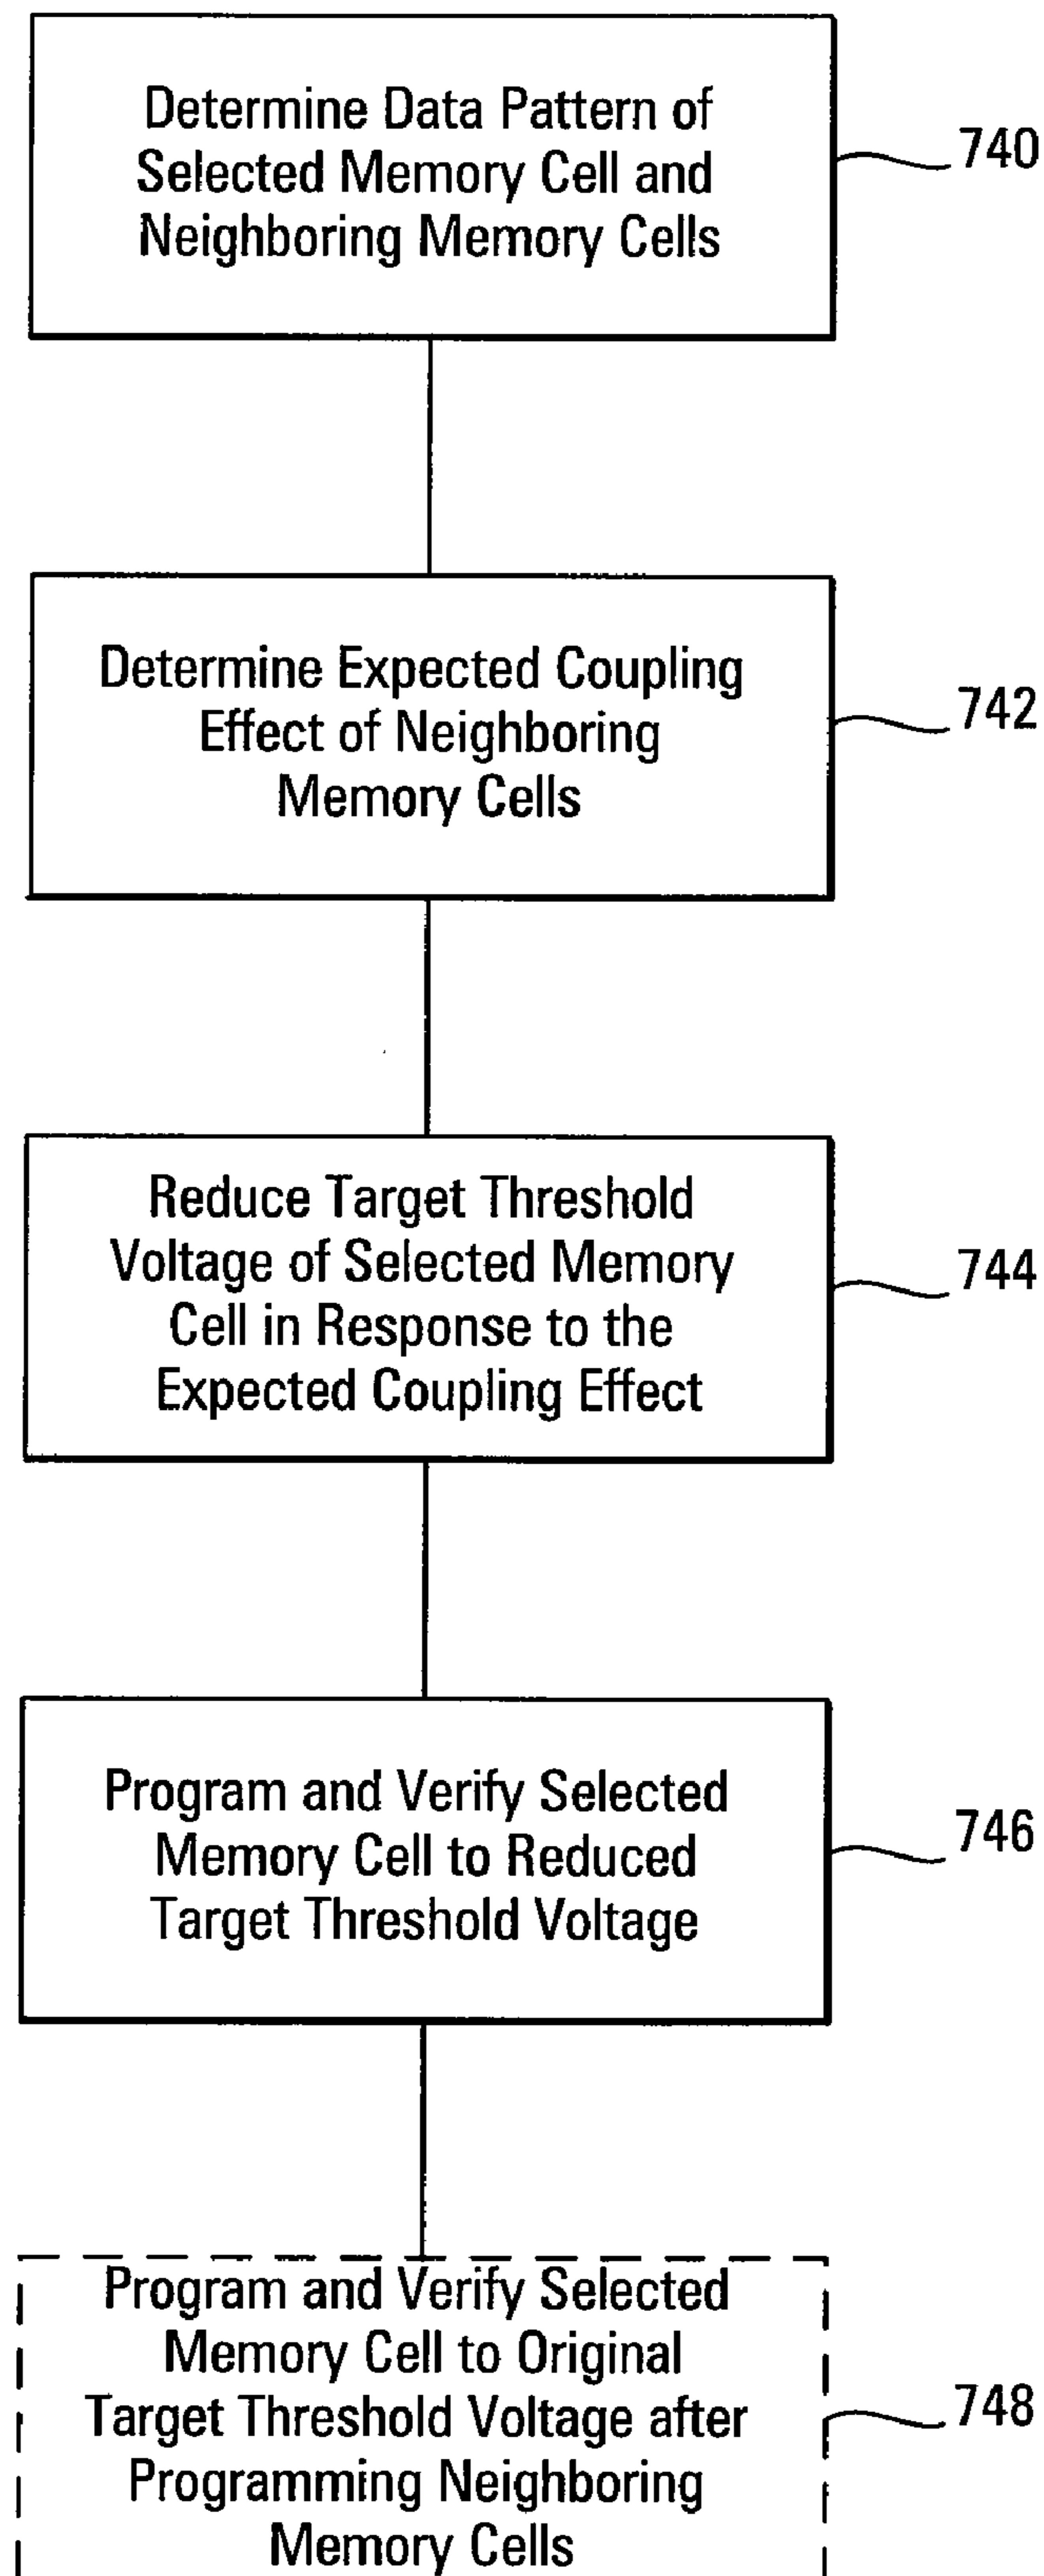 Determine Data Pattern of
Selected Memory Cell and
Neighboring Memory Cells
740
Determine Expected Coupling
Effect of Neighboring
Memory Cells
742
Reduce Target Threshold
Voltage of Selected Memory
Cell in Response to the
Expected Coupling Effect
744
Program and Verify Selected
Memory Cell to Reduced
Target Threshold Voltage
746
Program and Verify Selected
Memory Cell to Original
Target Threshold Voltage after
Programming Neighboring
Memory Cells
748